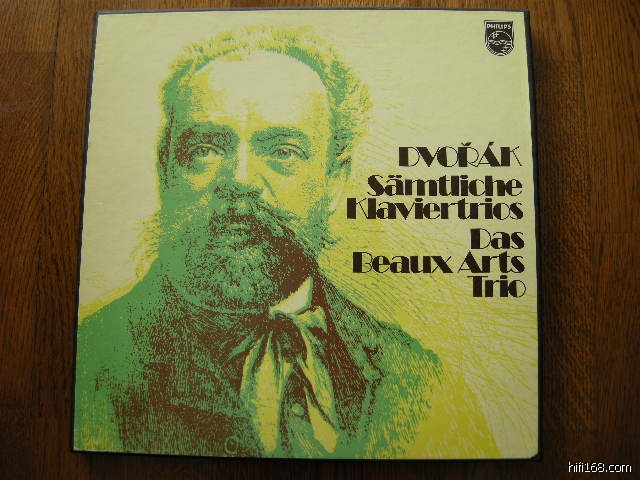 PHILIPS
DVOŘÁK
Sämtliche
Klaviertrios
Das
Beaux Arts
Trio
hifi168.com